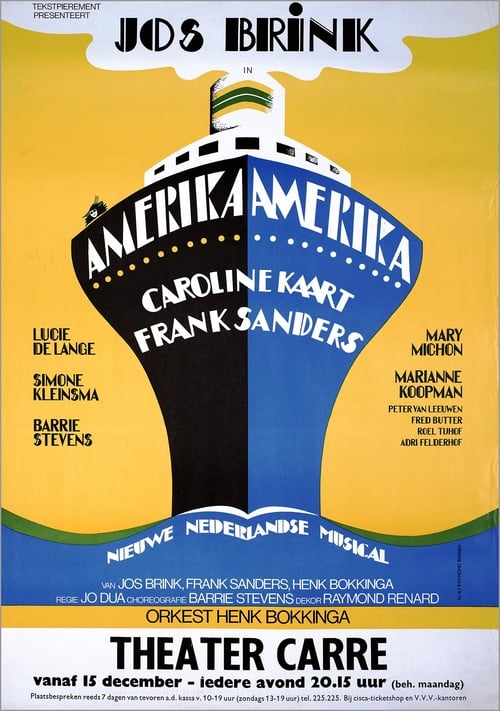 TEKSTPIEREMENT
PRESENTEERT
JOS BRINK
IN
AMERIKA AMERIKA
CAROLINE KAART
FRANK SANDERS
LUCIE
DE LANGE
SIMONE
KLEINSMA
BARRIE
STEVENS
MARY
MICHON
MARIANNE
KOOPMAN
PETER VAN LEEUWEN
FRED BUTTER
ROEL TIJHOF
ADRI FELDERHOF
NIEUWE NEDERLANDSE MUSICAL
VAN JOS BRINK, FRANK SANDERS, HENK BOKKINGA
REGIE JO DUA CHOREOGRAFIE BARRIE STEVENS DEKOR RAYMOND RENARD
ORKEST HENK BOKKINGA
THEATER CARRE
vanaf 15 december - iedere avond 20.15 uur (beh. maandag)
Plaatsbespreken reeds 7 dagen van tevoren a.d. kassa v. 10-19 uur (zondags 13-19 uur) tel. 225.225. Bij cisca-ticketshop en V.V.V.-kantoren
RAYMOND RENARD